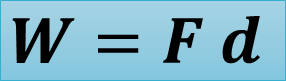 W = F d